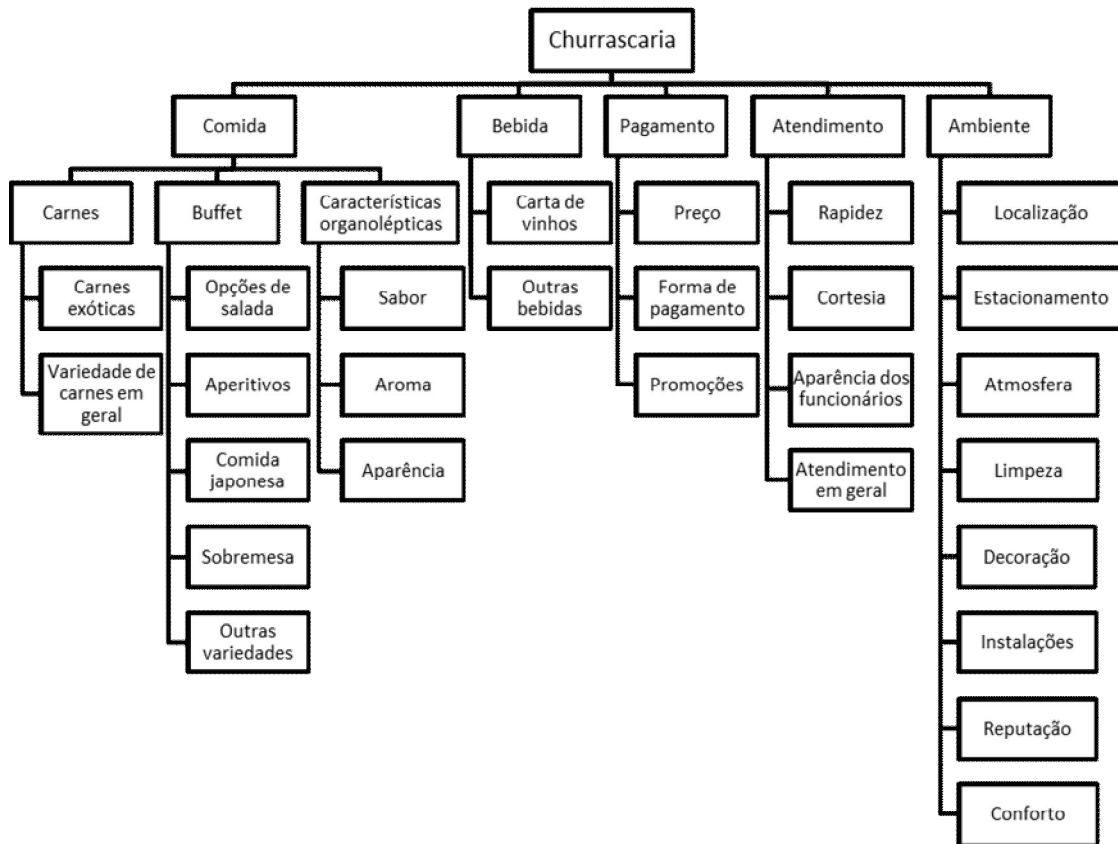 Churrascaria
Comida
Bebida
Pagamento
Atendimento
Ambiente
Carnes
Buffet
Características
organolépticas
Carnes
exóticas
Variedade de
carnes em
geral
Opções de
salada
Aperitivos
Comida
japonesa
Sobremesa
Outras
variedades
Sabor
Aroma
Aparência
Carta de
vinhos
Outras
bebidas
Preço
Forma de
pagamento
Promoções
Rapidez
Cortesia
Aparência dos
funcionários
Atendimento
em geral
Localização
Estacionamento
Atmosfera
Limpeza
Decoração
Instalações
Reputação
Conforto